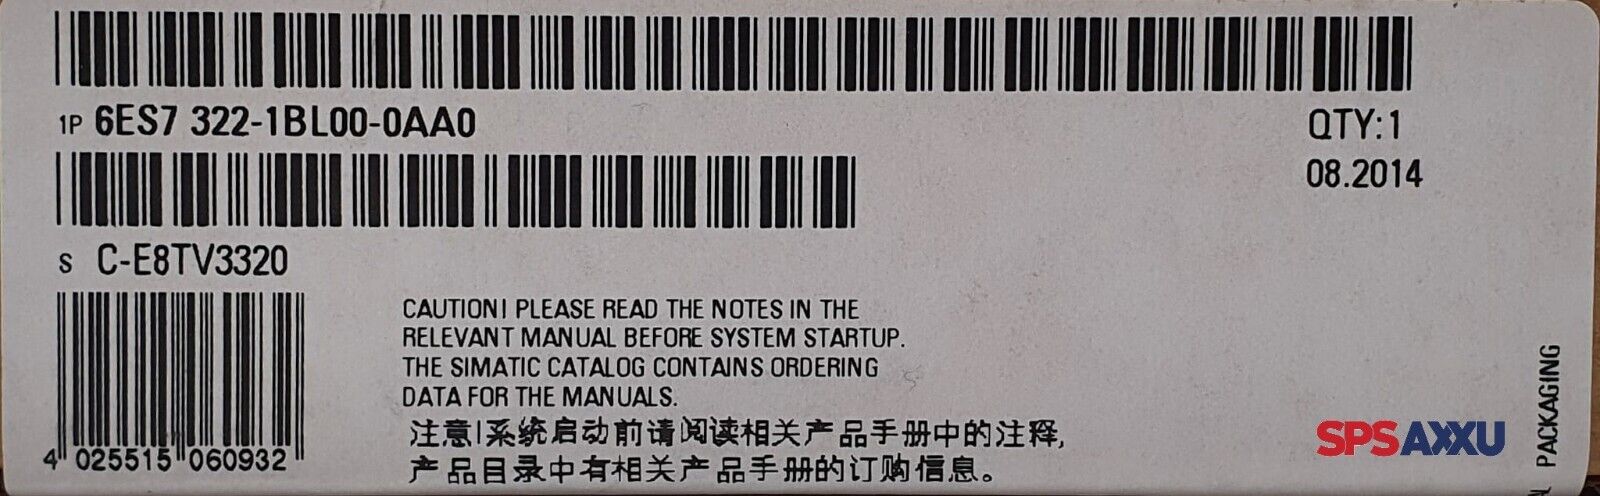 1P 6ES7 322-1BL00-0AA0
QTY:1
08.2014
S C-E8TV3320
CAUTION! PLEASE READ THE NOTES IN THE
RELEVANT MANUAL BEFORE SYSTEM STARTUP.
THE SIMATIC CATALOG CONTAINS ORDERING
DATA FOR THE MANUALS.
注意!系统启动前请阅读相关产品手册中的注释,
产品目录中有相关产品手册的订购信息。
4 025515 060932
SPSAXXU
PACKAGING